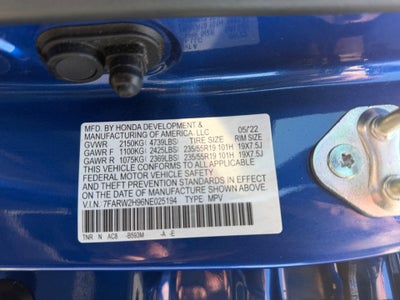 MFD. BY HONDA DEVELOPMENT &
MANUFACTURING OF AMERICA, LLC 05/'22
GVWR 2150KG( 4739LBS) TIRE SIZE RIM SIZE
GAWR F 1100KG( 2425LBS) 235/55R19 101H 19X7.5J
GAWR R 1075KG( 2369LBS) 235/55R19 101H 19X7.5J
THIS VEHICLE CONFORMS TO ALL APPLICABLE
FEDERAL MOTOR VEHICLE SAFETY
AND THEFT PREVENTION STANDARDS IN EFFECT ON
THE DATE OF MANUFACTURE SHOWN ABOVE.
V.I.N. : 7FARW2H96NE025194 TYPE : MPV
TNR N AC8 -B593M -A -E